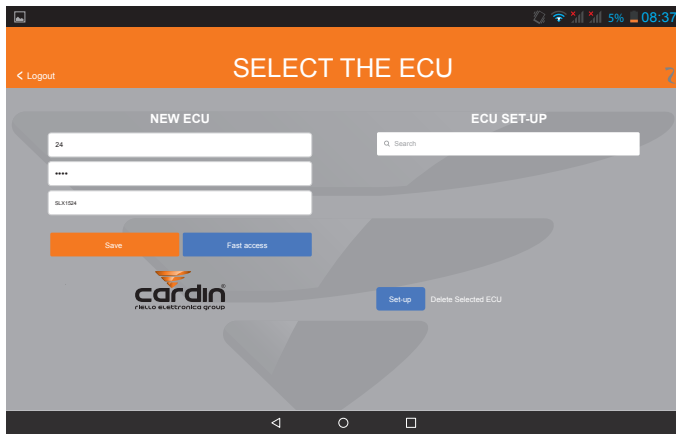 5% 08:37
Logout
SELECT THE ECU
NEW ECU
24
••••
SLX1524
Save
Fast access
cardin®
riello elettronica group
ECU SET-UP
Search
Set-up
Delete Selected ECU